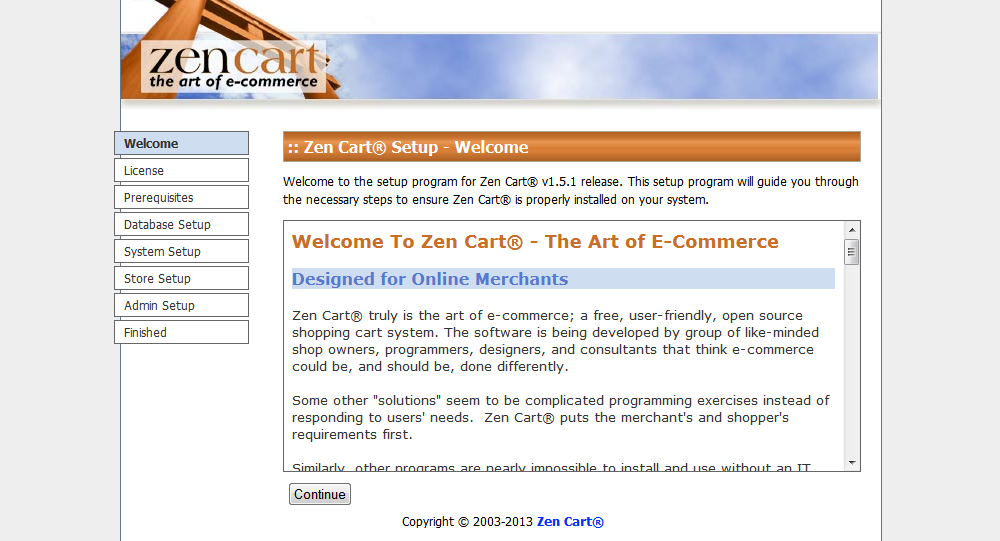 zencart
the art of e-commerce
Welcome
License
Prerequisites
Database Setup
System Setup
Store Setup
Admin Setup
Finished
:: Zen Cart® Setup - Welcome
Welcome to the setup program for Zen Cart® v1.5.1 release. This setup program will guide you through
the necessary steps to ensure Zen Cart® is properly installed on your system.
Welcome To Zen Cart® - The Art of E-Commerce
Designed for Online Merchants
Zen Cart® truly is the art of e-commerce; a free, user-friendly, open source
shopping cart system. The software is being developed by group of like-minded
shop owners, programmers, designers, and consultants that think e-commerce
could be, and should be, done differently.
Some other "solutions" seem to be complicated programming exercises instead of
responding to users' needs.  Zen Cart® puts the merchant's and shopper's
requirements first.
Similarly, other programs are nearly impossible to install and use without an IT
Continue
Copyright © 2003-2013 Zen Cart®